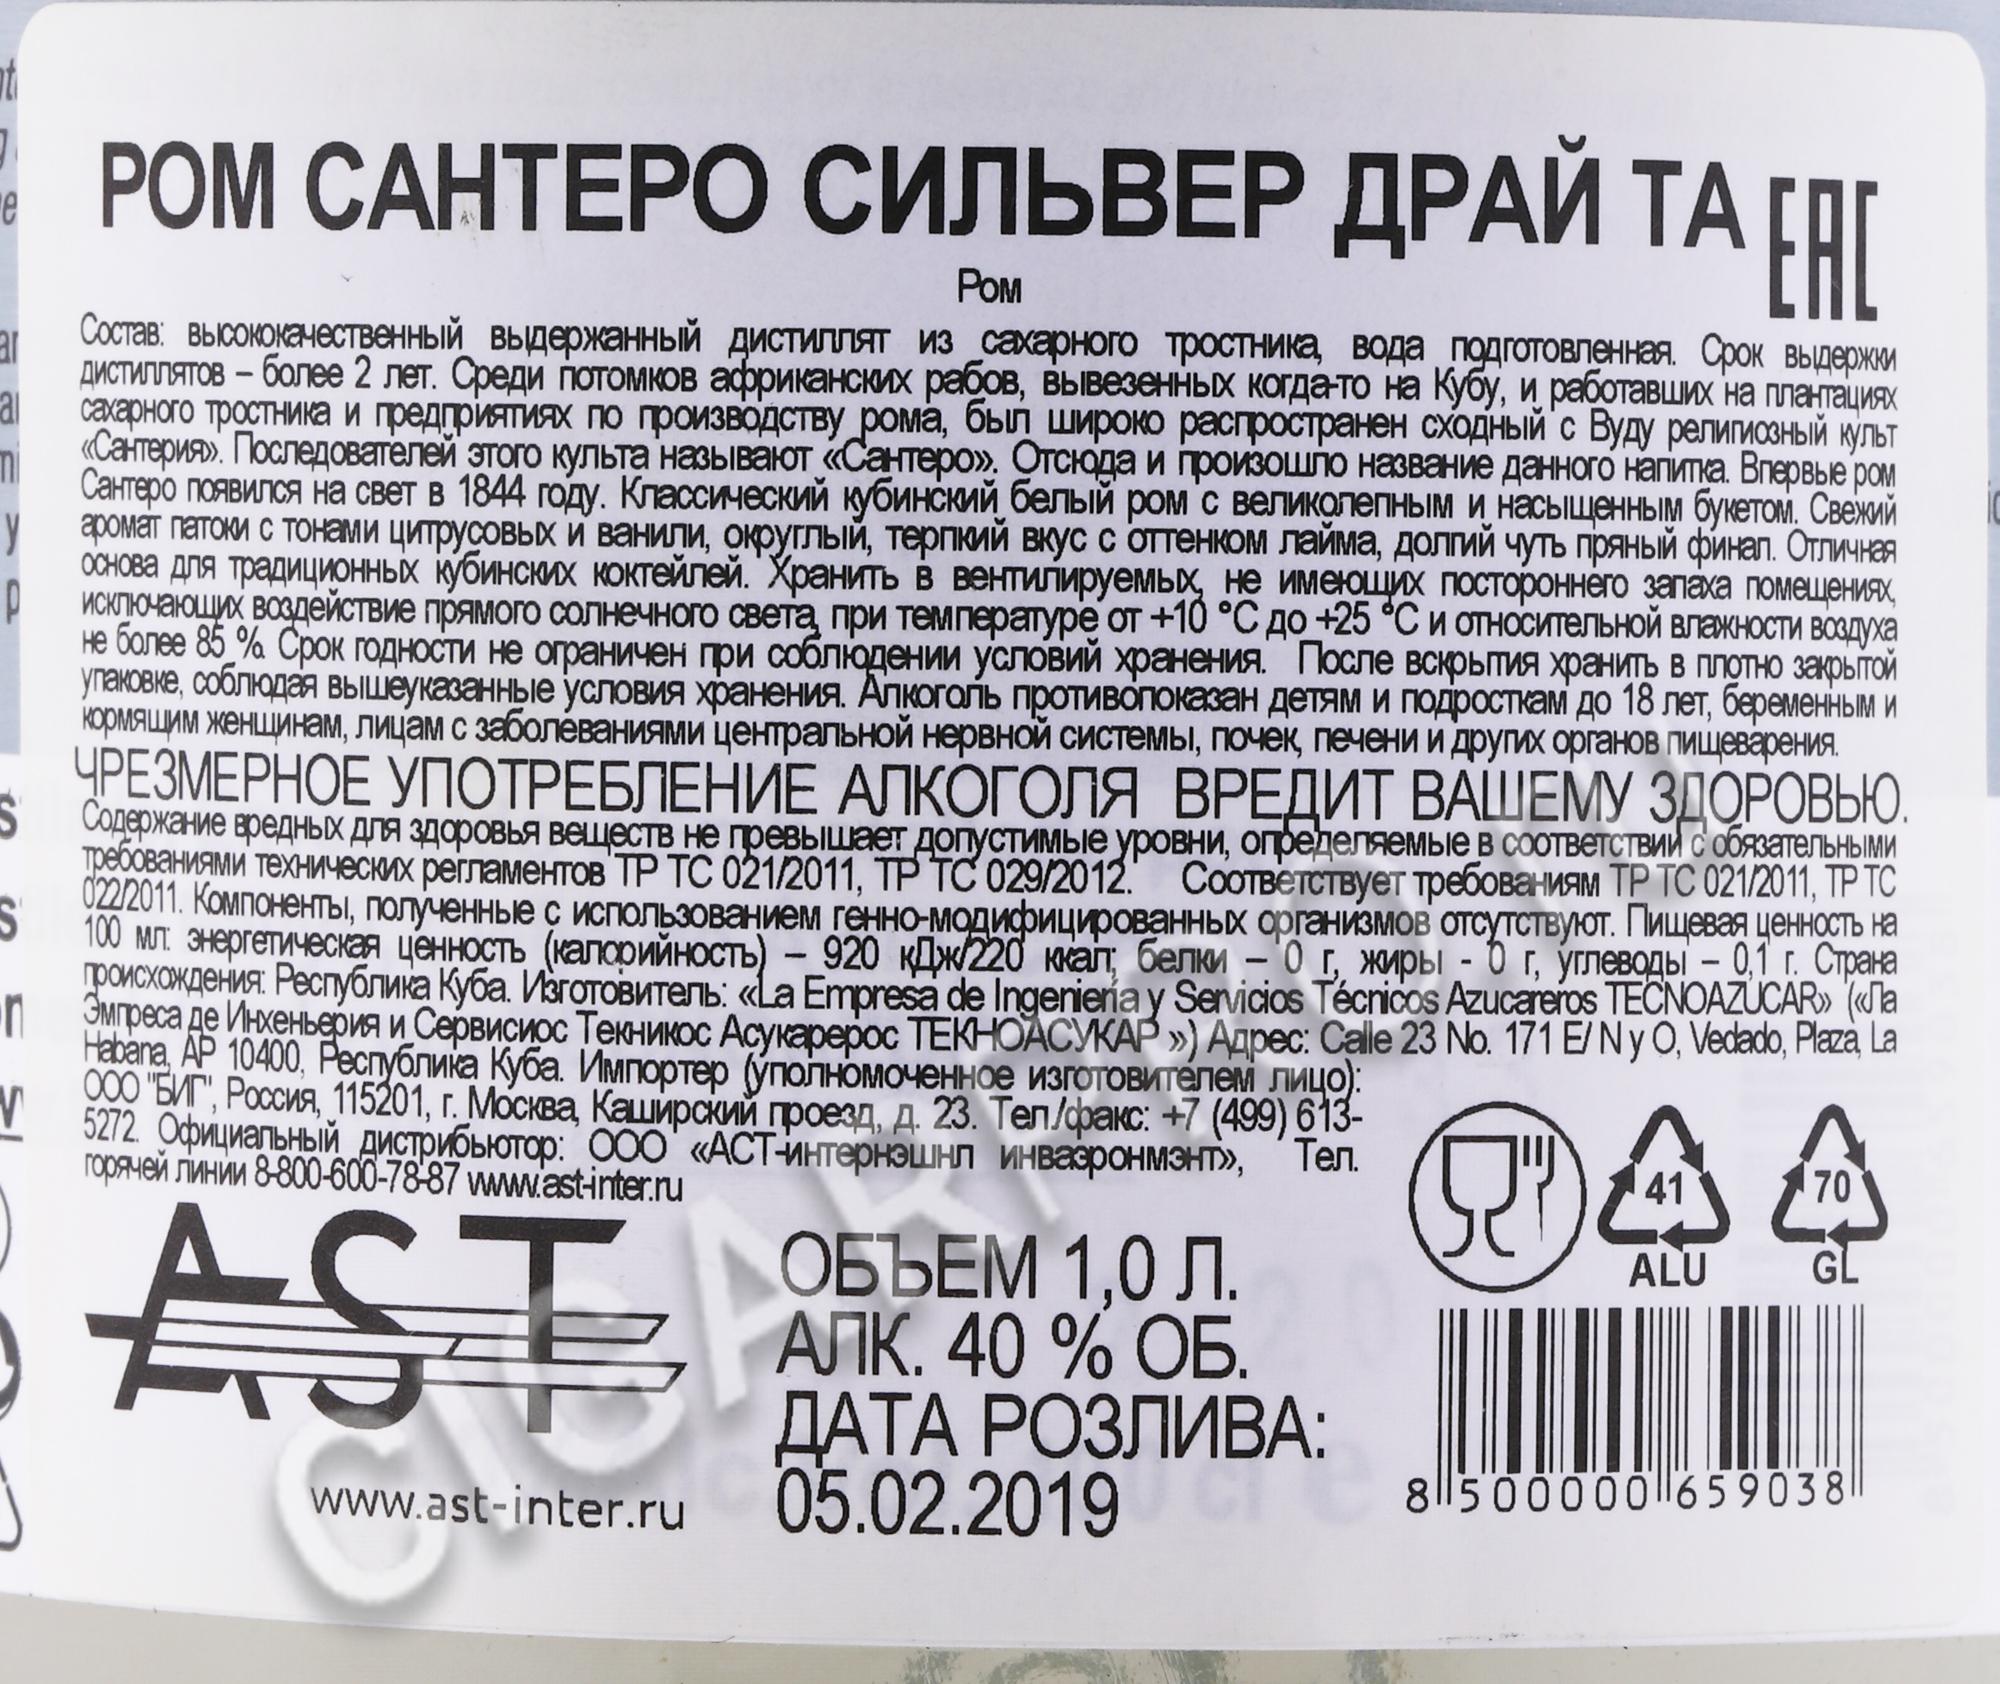 РОМ САНТЕРО СИЛЬВЕР ДРАЙ ТА
EAC
Ром
Состав: высококачественный выдержанный дистиллят из сахарного тростника, вода подготовленная. Срок выдержки
дистиллятов – более 2 лет. Среди потомков африканских рабов, вывезенных когда-то на Кубу, и работавших на плантациях
сахарного тростника и предприятиях по производству рома, был широко распространен сходный с Вуду религиозный культ
«Сантерия». Последователей этого культа называют «Сантеро». Отсюда и произошло название данного напитка. Впервые ром
Сантеро появился на свет в 1844 году. Классический кубинский белый ром с великолепным и насыщенным букетом. Свежий
аромат патоки с тонами цитрусовых и ванили, округлый, терпкий вкус с оттенком лайма, долгий чуть пряный финал. Отличная
основа для традиционных кубинских коктейлей. Хранить в вентилируемых, не имеющих постороннего запаха помещениях,
исключающих воздействие прямого солнечного света, при температуре от +10 °C до +25 °C и относительной влажности воздуха
не более 85 %. Срок годности не ограничен при соблюдении условий хранения. После вскрытия хранить в плотно закрытой
упаковке, соблюдая вышеуказанные условия хранения. Алкоголь противопоказан детям и подросткам до 18 лет, беременным и
кормящим женщинам, лицам с заболеваниями центральной нервной системы, почек, печени и других органов пищеварения.
ЧРЕЗМЕРНОЕ УПОТРЕБЛЕНИЕ АЛКОГОЛЯ ВРЕДИТ ВАШЕМУ ЗДОРОВЬЮ.
Содержание вредных для здоровья веществ не превышает допустимые уровни, определяемые в соответствии с обязательными
требованиями технических регламентов ТР ТС 021/2011, ТР ТС 029/2012. Соответствует требованиям ТР ТС 021/2011, ТР ТС
022/2011. Компоненты, полученные с использованием генно-модифицированных организмов отсутствуют. Пищевая ценность на
100 мл: энергетическая ценность (калорийность) – 920 кДж/220 ккал; белки – 0 г, жиры - 0 г, углеводы – 0,1 г. Страна
происхождения: Республика Куба. Изготовитель: «La Empresa de Ingeniería y Servicios Técnicos Azucareros TECNOAZUCAR» («Ла
Эмпреса де Инхеньерия и Сервисиос Текникос Асукарерос ТЕКНОАСУКАР ») Адрес: Calle 23 No. 171 E/ N y O, Vedado, Plaza, La
Habana, AP 10400, Республика Куба. Импортер (уполномоченное изготовителем лицо):
ООО "БИГ", Россия, 115201, г. Москва, Каширский проезд, д. 23. Тел./факс: +7 (499) 613-
5272. Официальный дистрибьютор: ООО «АСТ-интернэшнл инваэронмэнт», Тел.
горячей линии 8-800-600-78-87 www.ast-inter.ru
AST
www.ast-inter.ru
ОБЪЕМ 1,0 Л.
АЛК. 40 % ОБ.
ДАТА РОЗЛИВА:
05.02.2019
41
ALU
70
GL
8 500000 659038
CIGARPRO.RU